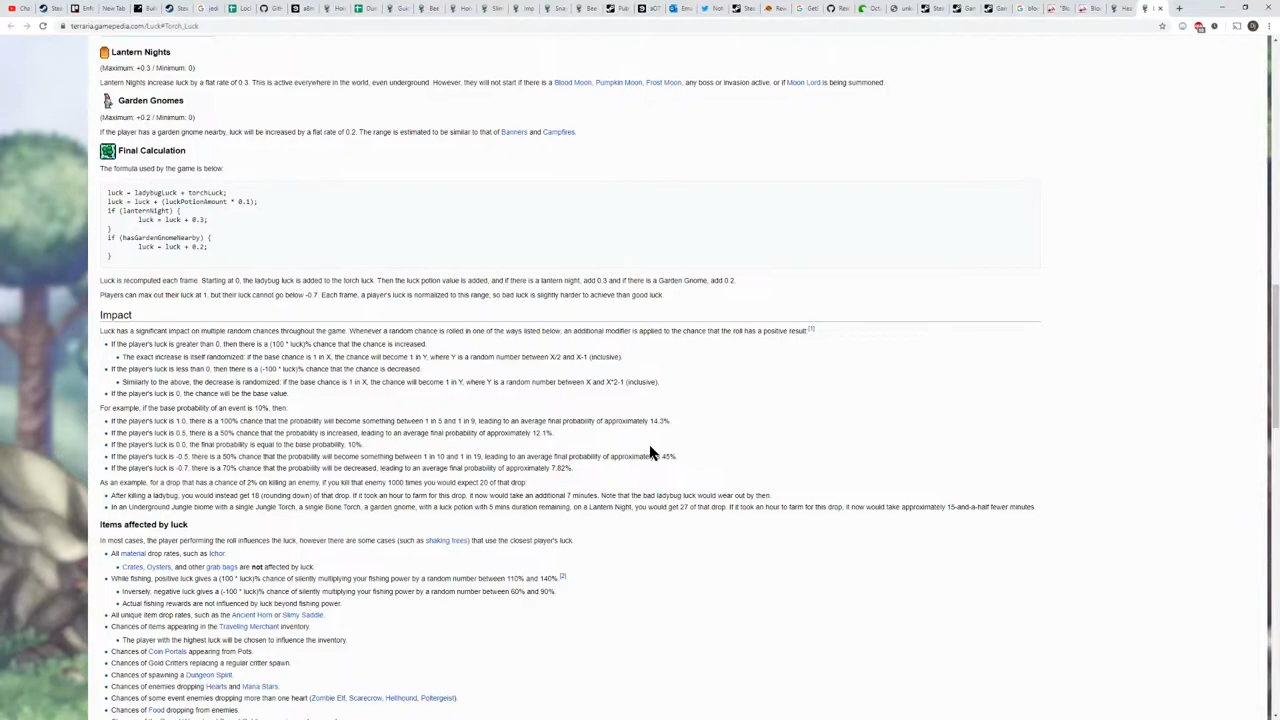 terraria.gamepedia.com/Luck#Torch_Luck
Lantern Nights
(Maximum: +0.3 / Minimum: 0)
Lantern Nights increase luck by a flat rate of 0.3. This is active everywhere in the world, even underground. However, they will not start if there is a Blood Moon, Pumpkin Moon, Frost Moon, any boss or invasion active, or if Moon Lord is being summoned.
Garden Gnomes
(Maximum: +0.2 / Minimum: 0)
If the player has a garden gnome nearby, luck will be increased by a flat rate of 0.2. The range is estimated to be similar to that of Banners and Campfires.
Final Calculation
The formula used by the game is below:
luck = ladybugLuck + torchLuck;
luck = luck + (luckPotionAmount * 0.1);
if (lanternNight) {
luck = luck + 0.3;
}
if (hasGardenGnomeNearby) {
luck = luck + 0.2;
}
Luck is recomputed each frame. Starting at 0, the ladybug luck is added to the torch luck. Then the luck potion value is added, and if there is a lantern night, add 0.3 and if there is a Garden Gnome, add 0.2.
Players can max out their luck at 1, but their luck cannot go below -0.7. Each frame, a player's luck is normalized to this range, so bad luck is slightly harder to achieve than good luck.
Impact
Luck has a significant impact on multiple random chances throughout the game. Whenever a random chance is rolled in one of the ways listed below, an additional modifier is applied to the chance that the roll has a positive result:[1]
If the player's luck is greater than 0, then there is a (100 * luck)% chance that the chance is increased.
The exact increase is itself randomized: if the base chance is 1 in X, the chance will become 1 in Y, where Y is a random number between X/2 and X-1 (inclusive).
If the player's luck is less than 0, then there is a (-100 * luck)% chance that the chance is decreased.
Similarly to the above, the decrease is randomized: if the base chance is 1 in X, the chance will become 1 in Y, where Y is a random number between X and X*2-1 (inclusive).
If the player's luck is 0, the chance will be the base value.
For example, if the base probability of an event is 10%, then:
If the player's luck is 1.0, there is a 100% chance that the probability will become something between 1 in 5 and 1 in 9, leading to an average final probability of approximately 14.3%.
If the player's luck is 0.5, there is a 50% chance that the probability is increased, leading to an average final probability of approximately 12.1%.
If the player's luck is 0.0, the final probability is equal to the base probability, 10%.
If the player's luck is -0.5, there is a 50% chance that the probability will become something between 1 in 10 and 1 in 19, leading to an average final probability of approximate 45%.
If the player's luck is -0.7, there is a 70% chance that the probability will be decreased, leading to an average final probability of approximately 7.82%.
As an example, for a drop that has a chance of 2% on killing an enemy, if you kill that enemy 1000 times you would expect 20 of that drop:
After killing a ladybug, you would instead get 18 (rounding down) of that drop. If it took an hour to farm for this drop, it now would take an additional 7 minutes. Note that the bad ladybug luck would wear out by then.
In an Underground Jungle biome with a single Jungle Torch, a single Bone Torch, a garden gnome, with a luck potion with 5 mins duration remaining, on a Lantern Night, you would get 27 of that drop. If it took an hour to farm for this drop, it now would take approximately 15-and-a-half fewer minutes.
Items affected by luck
In most cases, the player performing the roll influences the luck, however there are some cases (such as shaking trees) that use the closest player's luck.
All material drop rates, such as Ichor.
Crates, Oysters, and other grab bags are not affected by luck.
While fishing, positive luck gives a (100 * luck)% chance of silently multiplying your fishing power by a random number between 110% and 140%.[2]
Inversely, negative luck gives a (-100 * luck)% chance of silently multiplying your fishing power by a random number between 60% and 90%.
Actual fishing rewards are not influenced by luck beyond fishing power.
All unique item drop rates, such as the Ancient Horn or Slimy Saddle.
Chances of items appearing in the Traveling Merchant inventory.
The player with the highest luck will be chosen to influence the inventory.
Chances of Coin Portals appearing from Pots.
Chances of Gold Critters replacing a regular critter spawn.
Chances of spawning a Dungeon Spirit.
Chances of enemies dropping Hearts and Mana Stars.
Chances of some event enemies dropping more than one heart (Zombie Elf, Scarecrow, Hellhound, Poltergeist).
Chances of Food dropping from enemies.